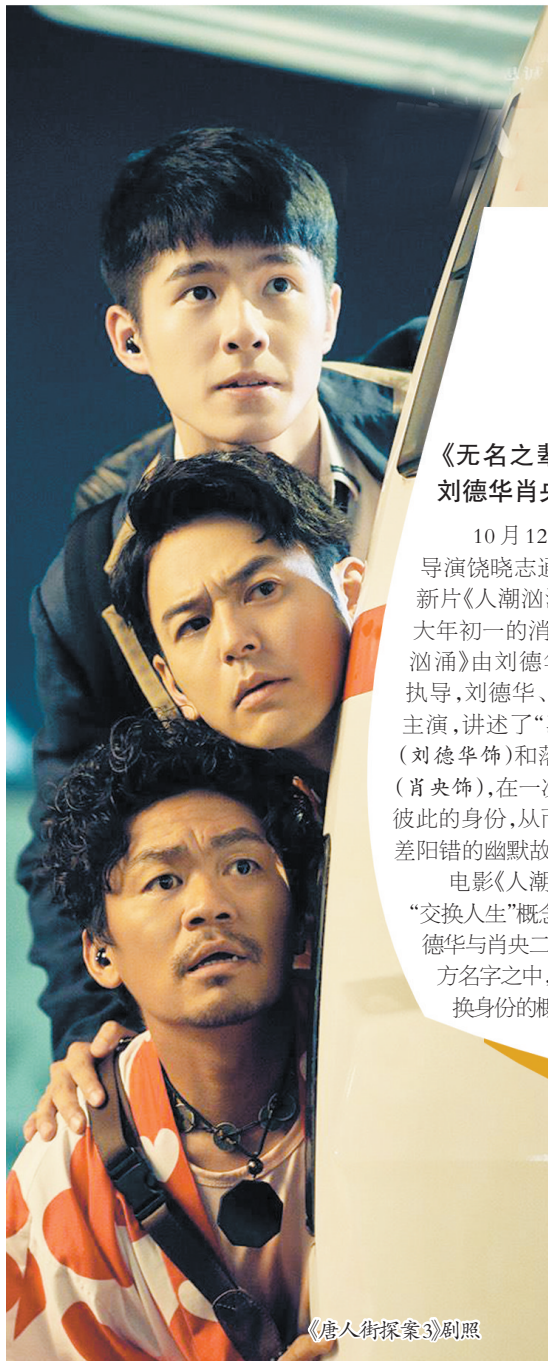 《无名之辈
刘德华肖央
10月12
导演饶晓志通
新片《人潮汹涌
大年初一的消
汹涌》由刘德华
执导,刘德华、
主演,讲述了“
(刘德华饰)和落
(肖央饰),在一次
彼此的身份,从而
差阳错的幽默故
电影《人潮
“交换人生”概念
德华与肖央二
方名字之中,
换身份的概
《唐人街探案3》剧照